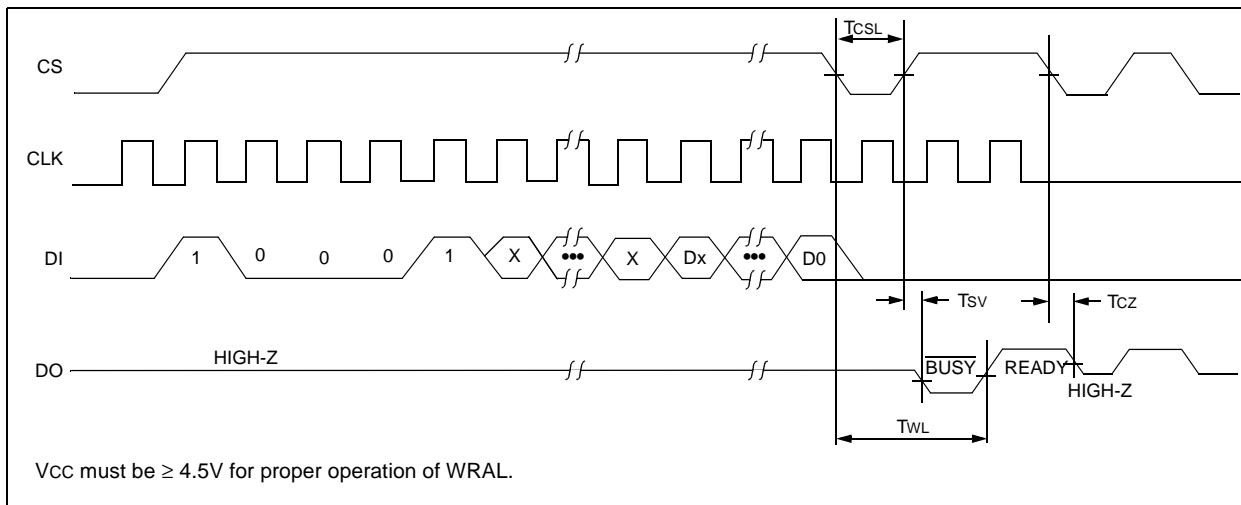 TCSL
CS
CLK
DI 1 0 0 0 1 X ••• X Dx ••• D0
TSV TCZ
HIGH-Z
DO BUSY READY
HIGH-Z
TWL
VCC must be ≥ 4.5V for proper operation of WRAL.